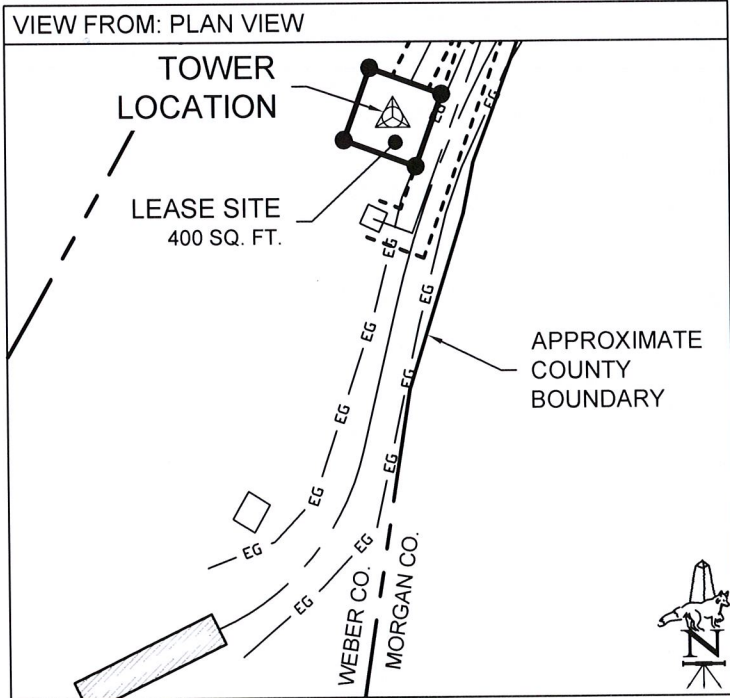 VIEW FROM: PLAN VIEW
TOWER
LOCATION
LEASE SITE
400 SQ. FT.
APPROXIMATE
COUNTY
BOUNDARY
EG
EG
EG
EG
EG
EG
EG
EG
EG
EG
EG
EG
WEBER CO.
MORGAN CO.
N